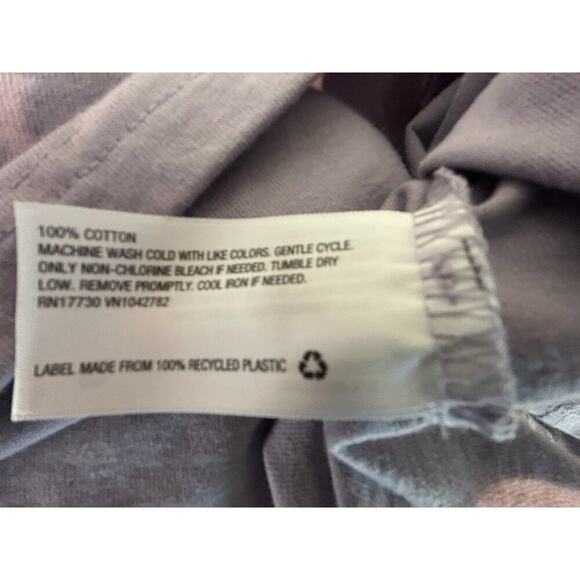 100% COTTON
MACHINE WASH COLD WITH LIKE COLORS. GENTLE CYCLE.
ONLY NON-CHLORINE BLEACH IF NEEDED. TUMBLE DRY
LOW. REMOVE PROMPTLY. COOL IRON IF NEEDED.
RN17730 VN1042782
LABEL MADE FROM 100% RECYCLED PLASTIC